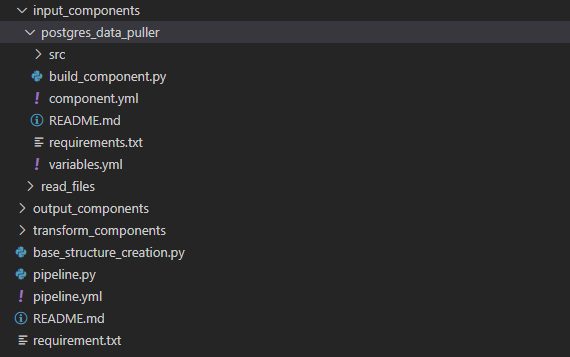 input_components
postgres_data_puller
src
build_component.py
component.yml
README.md
requirements.txt
variables.yml
read_files
output_components
transform_components
base_structure_creation.py
pipeline.py
pipeline.yml
README.md
requirement.txt